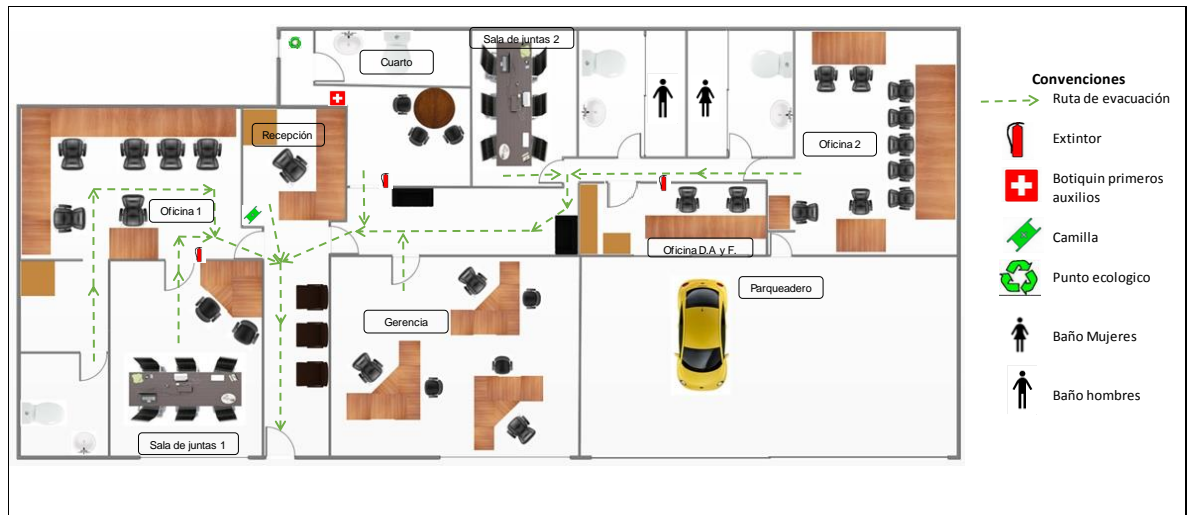 Sala de juntas 2
Cuarto
Recepción
Oficina 2
Oficina 1
Oficina D.A y F.
Parqueadero
Gerencia
Sala de juntas 1
Convenciones
Ruta de evacuación
Extintor
Botiquin primeros
auxilios
Camilla
Punto ecologico
Baño Mujeres
Baño hombres